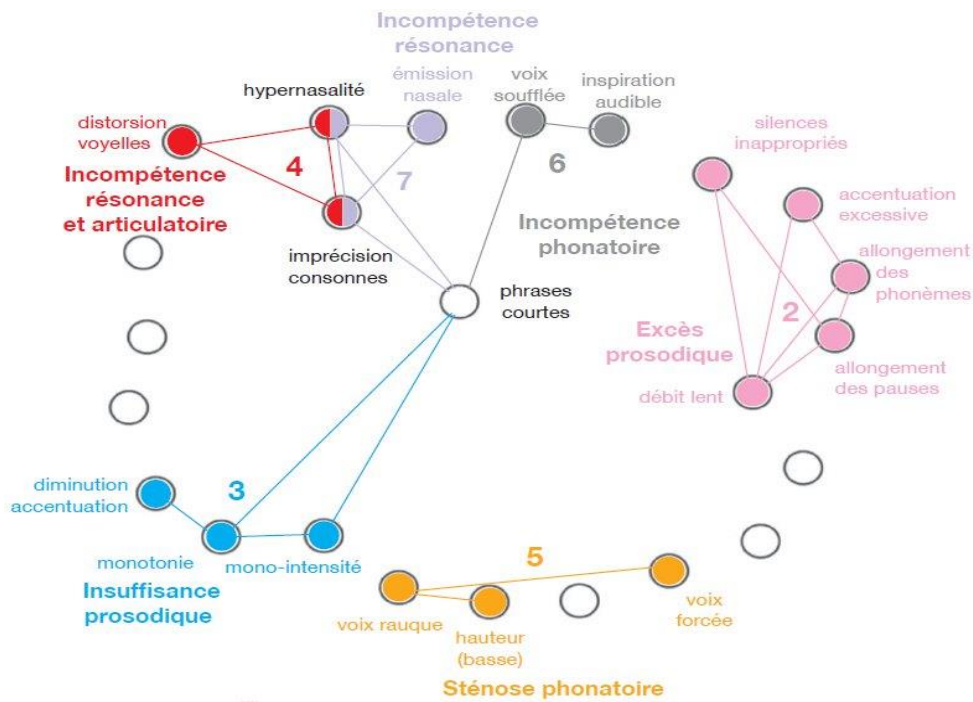 Incompétence
résonance
hypernasalité
émission
nasale
voix
soufflée
inspiration
audible
distorsion
voyelles
4
7
6
Incompétence
résonance
et articulatoire
silences
inappropriés
accentuation
excessive
Incompétence
phonatoire
imprécision
consonnes
allongement
des
phonèmes
phrases
courtes
2
Excès
prosodique
débit lent
allongement
des pauses
diminution
accentuation
3
monotonie
mono-intensité
Insuffisance
prosodique
5
voix rauque
hauteur
(basse)
voix
forcée
Sténose phonatoire